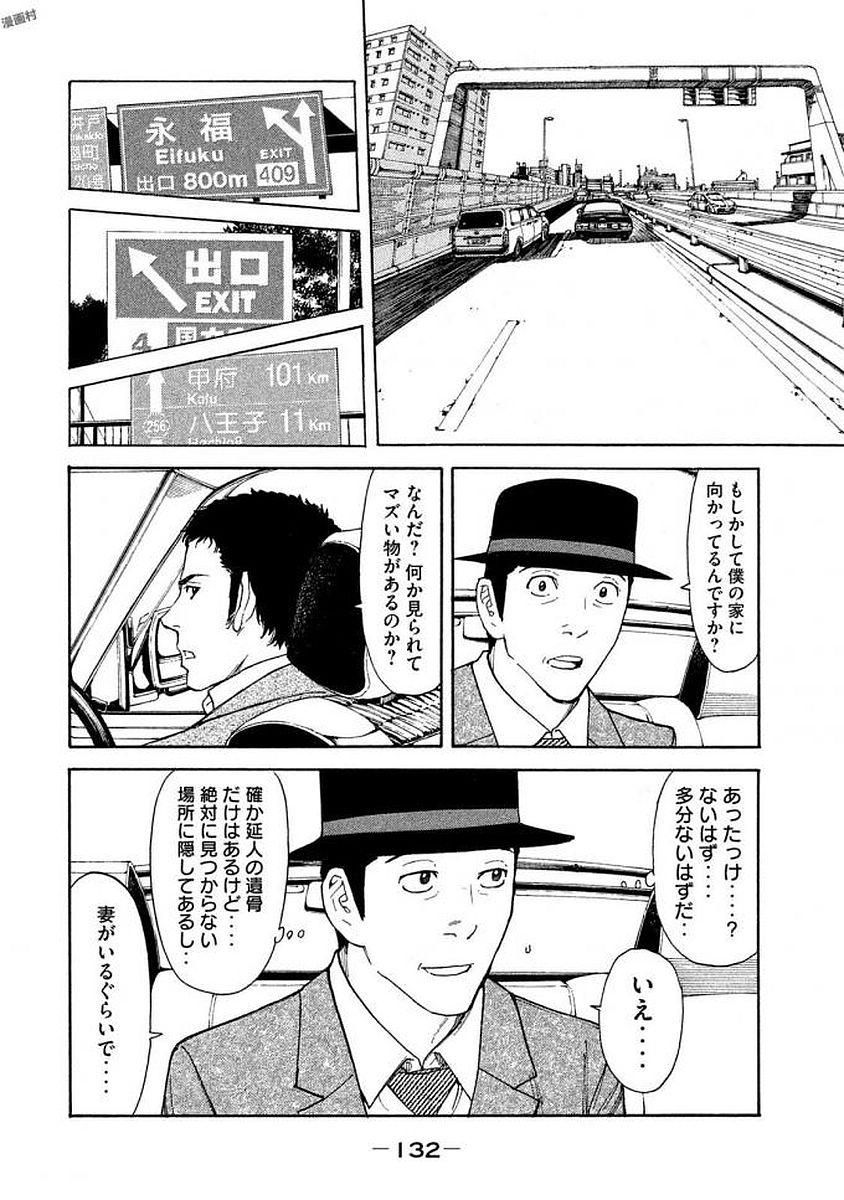 漫画村
永福
Eifuku
EXIT
出口 800m 409
出口
EXIT
4
甲府 101Km
Kofu
256
八王子 11Km
もしかして僕の家に
向かってるんですか?
なんだ? 何か見られて
マズい物があるのか?
あったっけ‥‥?
ないはず‥‥
多分ないはずだ‥
確か延人の遺骨
だけはあるけど‥‥
絶対に見つからない
場所に隠してあるし‥
いえ‥‥
妻がいるぐらいで‥‥
－132－